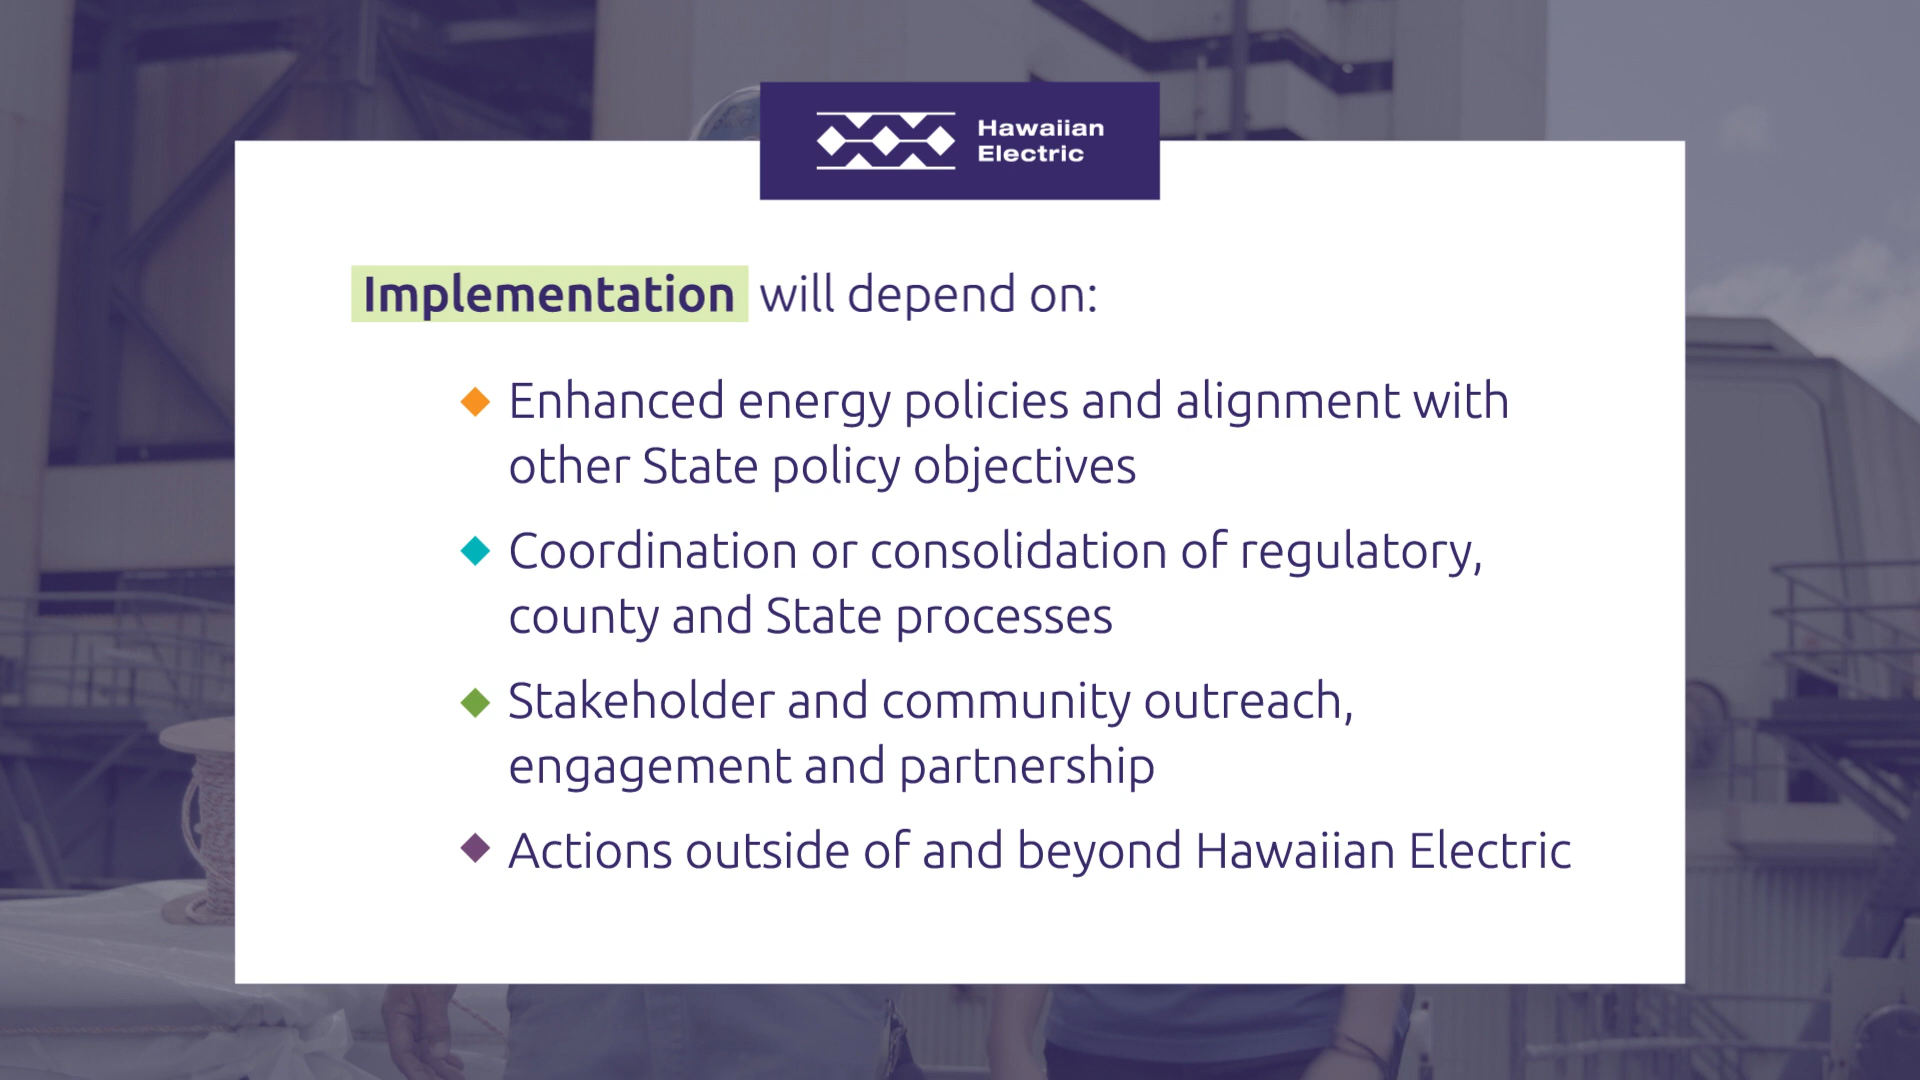 Hawaiian
Electric
Implementation will depend on:
Enhanced energy policies and alignment with
other State policy objectives
Coordination or consolidation of regulatory,
county and State processes
Stakeholder and community outreach,
engagement and partnership
Actions outside of and beyond Hawaiian Electric